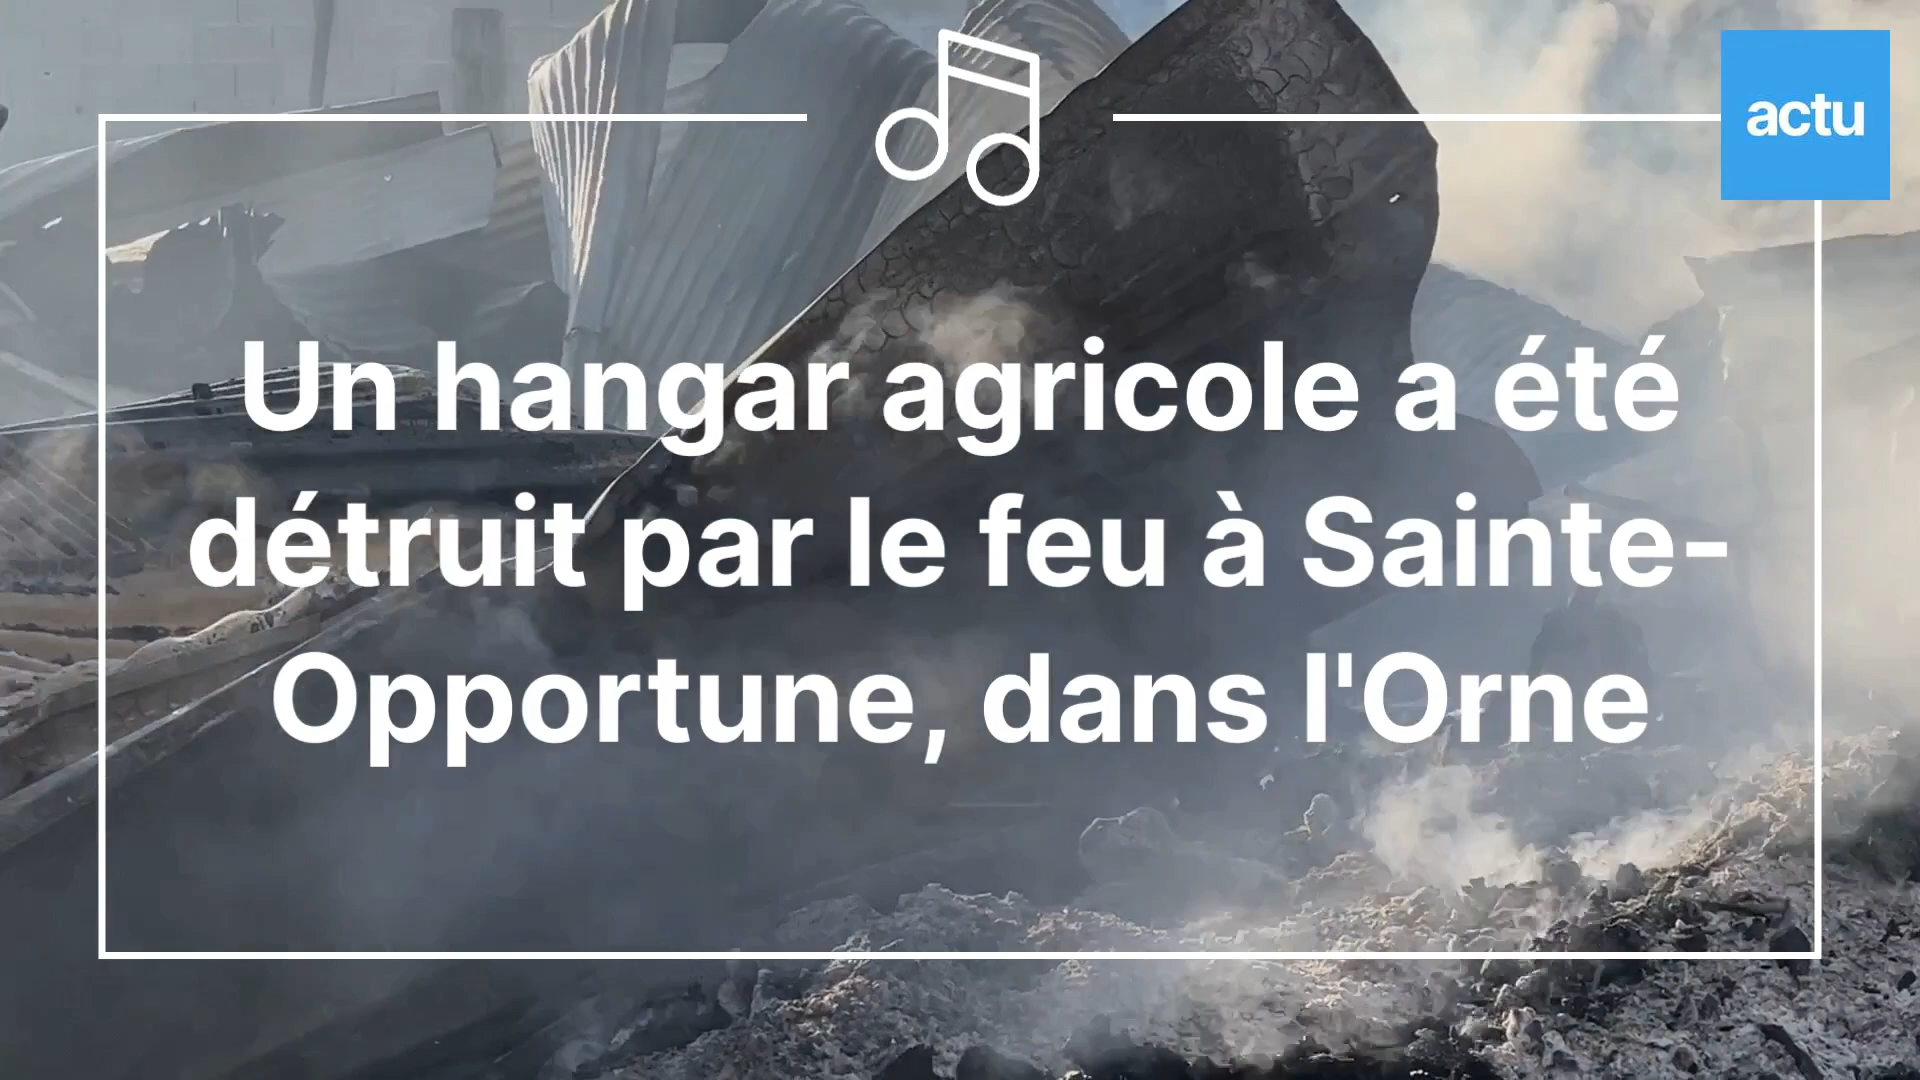 actu
Un hangar agricole a été
détruit par le feu à Sainte-
Opportune, dans l'Orne